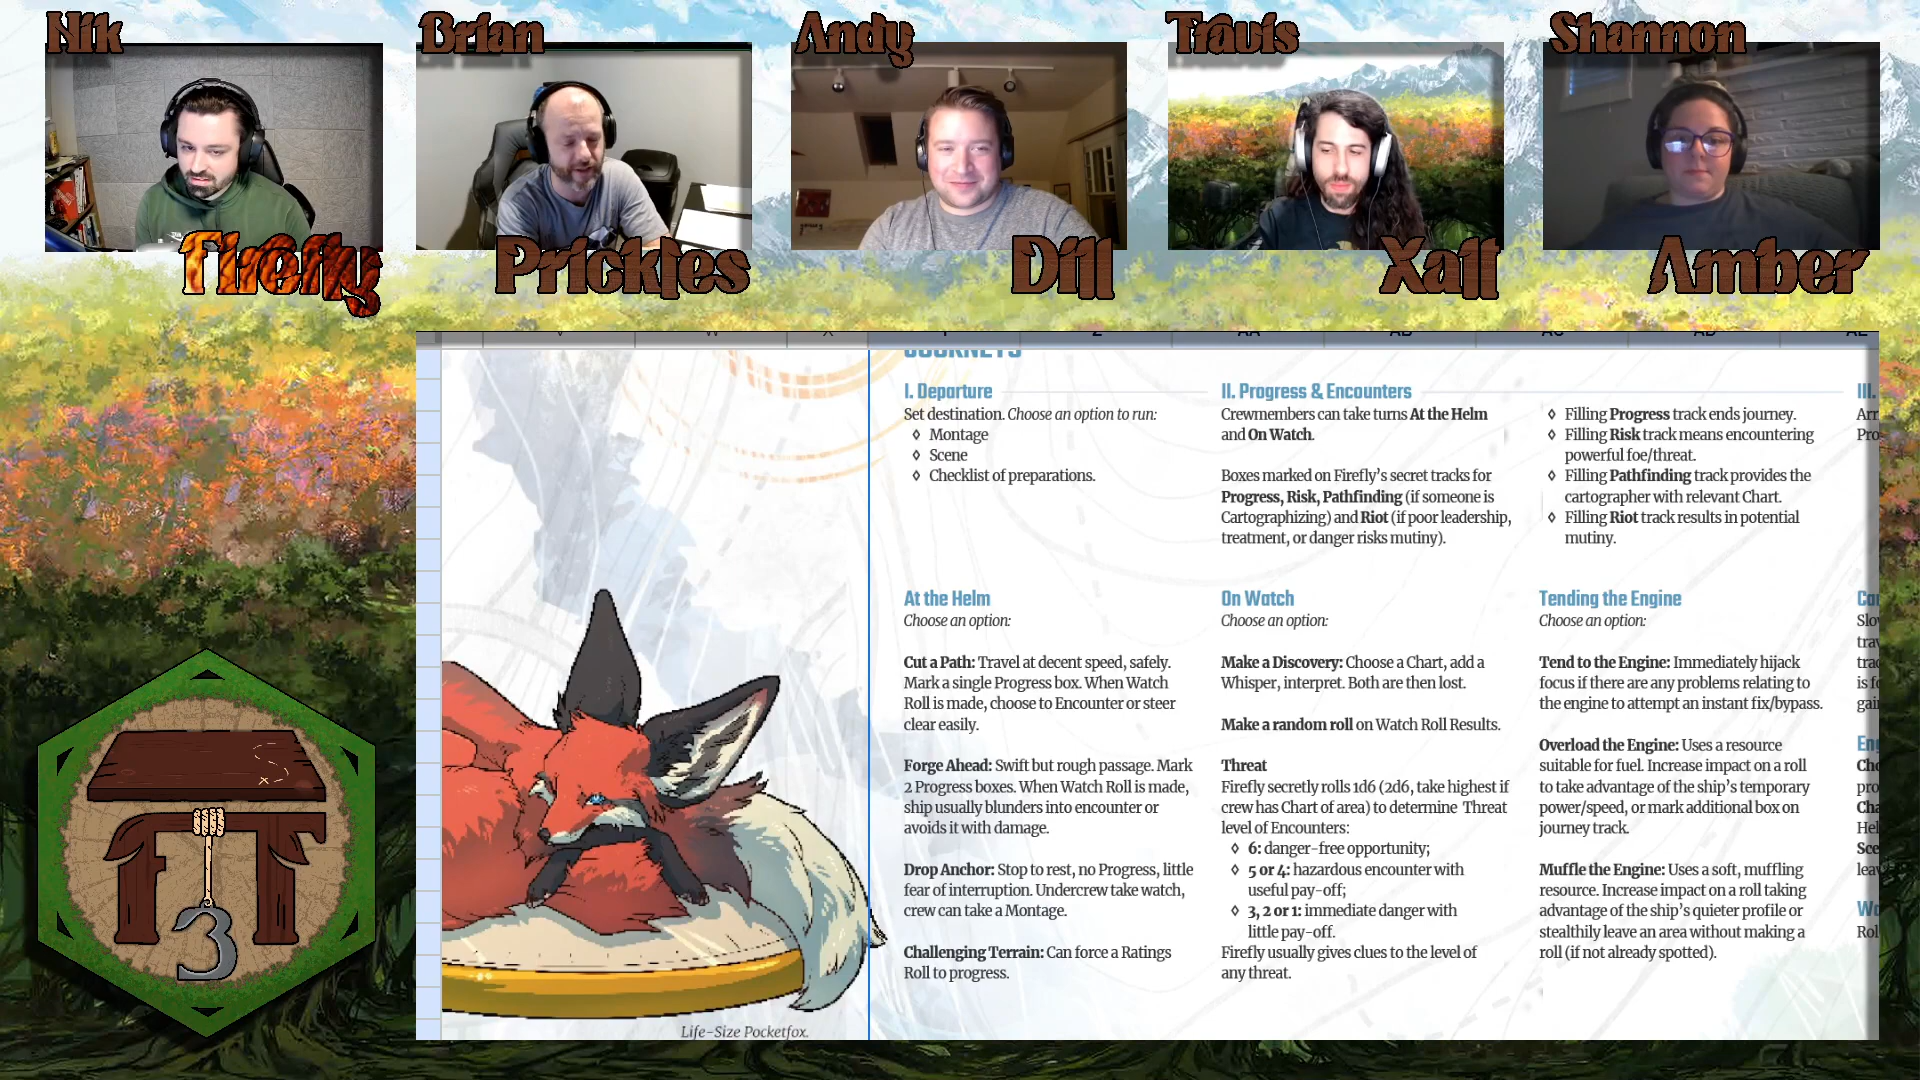 Nik
Brian
Andy
Travis
Shannon
Firefly
Prickles
Dill
Xall
Amber
JOURNEYS
I. Departure
Set destination. Choose an option to run:
◊ Montage
◊ Scene
◊ Checklist of preparations.
II. Progress & Encounters
Crewmembers can take turns At the Helm
and On Watch.
Boxes marked on Firefly's secret tracks for
Progress, Risk, Pathfinding (if someone is
Cartographizing) and Riot (if poor leadership,
treatment, or danger risks mutiny).
◊ Filling Progress track ends journey.
◊ Filling Risk track means encountering
powerful foe/threat.
◊ Filling Pathfinding track provides the
cartographer with relevant Chart.
◊ Filling Riot track results in potential
mutiny.
III.
At the Helm
Choose an option:
Cut a Path: Travel at decent speed, safely.
Mark a single Progress box. When Watch
Roll is made, choose to Encounter or steer
clear easily.
Forge Ahead: Swift but rough passage. Mark
2 Progress boxes. When Watch Roll is made,
ship usually blunders into encounter or
avoids it with damage.
Drop Anchor: Stop to rest, no Progress, little
fear of interruption. Undercrew take watch,
crew can take a Montage.
Challenging Terrain: Can force a Ratings
Roll to progress.
On Watch
Choose an option:
Make a Discovery: Choose a Chart, add a
Whisper, interpret. Both are then lost.
Make a random roll on Watch Roll Results.
Threat
Firefly secretly rolls 1d6 (2d6, take highest if
crew has Chart of area) to determine Threat
level of Encounters:
◊ 6: danger-free opportunity;
◊ 5 or 4: hazardous encounter with
useful pay-off;
◊ 3, 2 or 1: immediate danger with
little pay-off.
Firefly usually gives clues to the level of
any threat.
Tending the Engine
Choose an option:
Tend to the Engine: Immediately hijack
focus if there are any problems relating to
the engine to attempt an instant fix/bypass.
Overload the Engine: Uses a resource
suitable for fuel. Increase impact on a roll
to take advantage of the ship's temporary
power/speed, or mark additional box on
journey track.
Muffle the Engine: Uses a soft, muffling
resource. Increase impact on a roll taking
advantage of the ship's quieter profile or
stealthily leave an area without making a
roll (if not already spotted).
Life-Size Pocketfox.
3